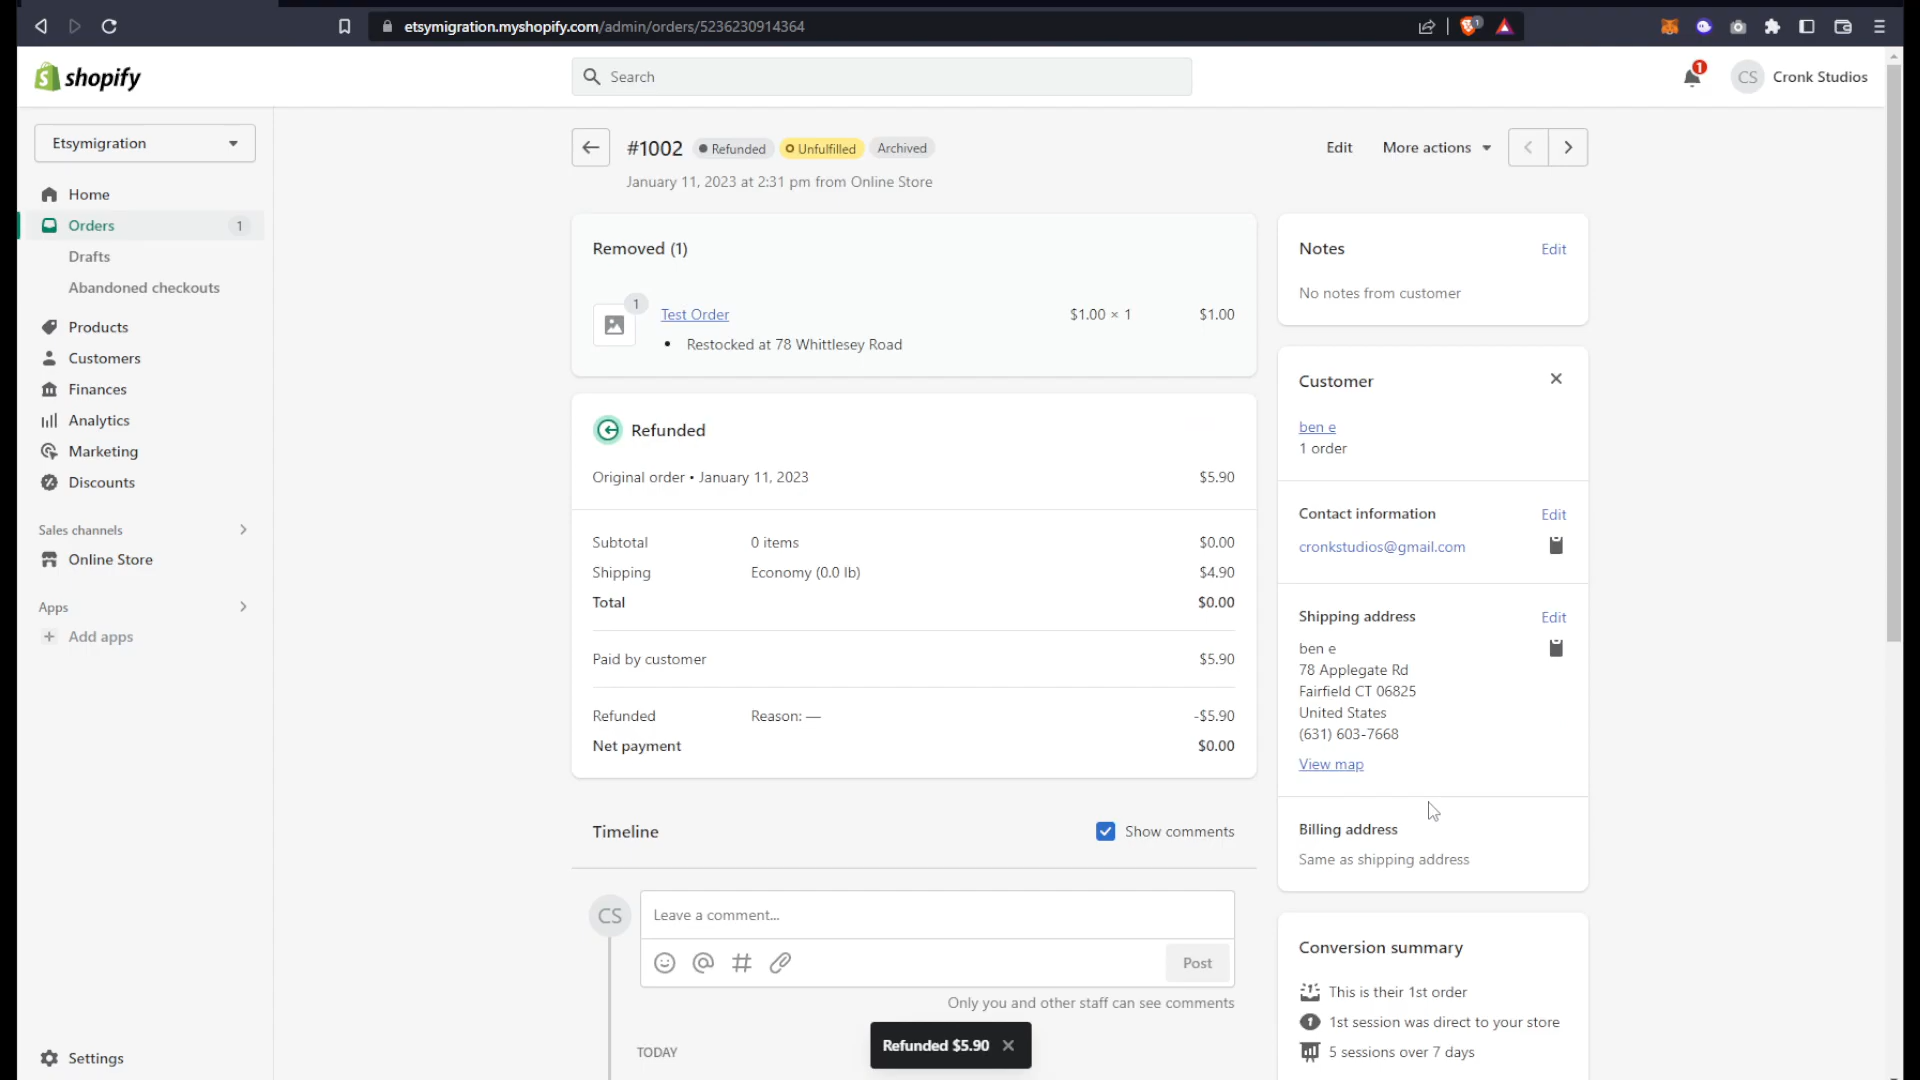 etsymigration.myshopify.com/admin/orders/5236230914364
1
shopify
Search
1
CS
Cronk Studios
Etsymigration
Home
Orders
1
Drafts
Abandoned checkouts
Products
Customers
Finances
Analytics
Marketing
Discounts
Sales channels
Online Store
Apps
Add apps
Settings
#1002 Refunded Unfulfilled Archived
Edit More actions
January 11, 2023 at 2:31 pm from Online Store
Removed (1)
1
Test Order $1.00 × 1 $1.00
• Restocked at 78 Whittlesey Road
Refunded
Original order • January 11, 2023 $5.90
Subtotal 0 items $0.00
Shipping Economy (0.0 lb) $4.90
Total $0.00
Paid by customer $5.90
Refunded Reason: — -$5.90
Net payment $0.00
Timeline
Show comments
CS
Leave a comment...
Post
Only you and other staff can see comments
TODAY
Refunded $5.90
Notes Edit
No notes from customer
Customer
ben e
1 order
Contact information Edit
cronkstudios@gmail.com
Shipping address Edit
ben e
78 Applegate Rd
Fairfield CT 06825
United States
(631) 603-7668
View map
Billing address
Same as shipping address
Conversion summary
This is their 1st order
1st session was direct to your store
5 sessions over 7 days